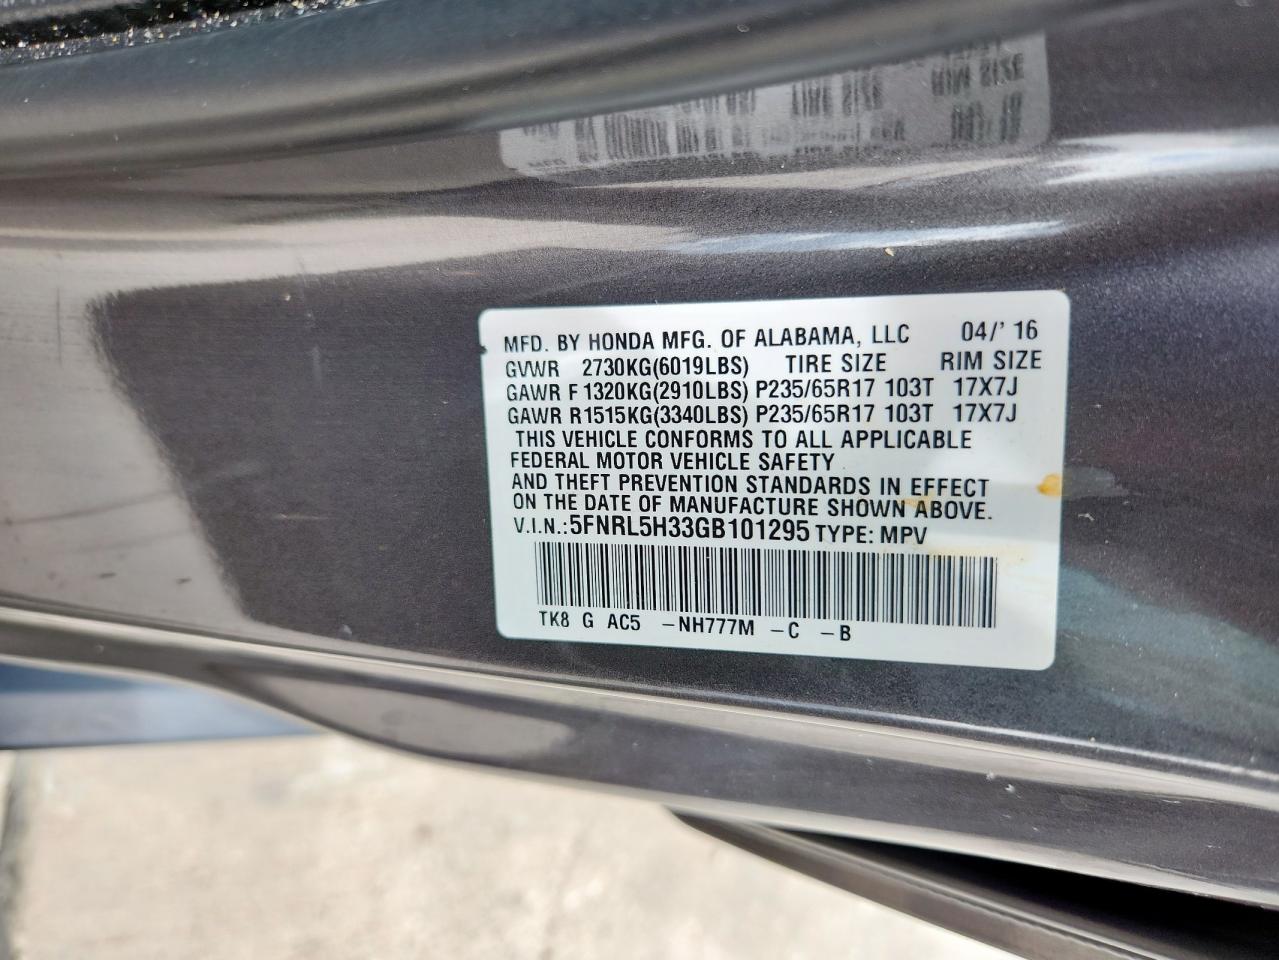 MFD. BY HONDA MFG. OF ALABAMA, LLC 04/' 16
GVWR 2730KG(6019LBS) TIRE SIZE RIM SIZE
GAWR F 1320KG(2910LBS) P235/65R17 103T 17X7J
GAWR R1515KG(3340LBS) P235/65R17 103T 17X7J
THIS VEHICLE CONFORMS TO ALL APPLICABLE
FEDERAL MOTOR VEHICLE SAFETY
AND THEFT PREVENTION STANDARDS IN EFFECT
ON THE DATE OF MANUFACTURE SHOWN ABOVE.
V.I.N.:5FNRL5H33GB101295 TYPE: MPV
TK8 G AC5 -NH777M -C -B